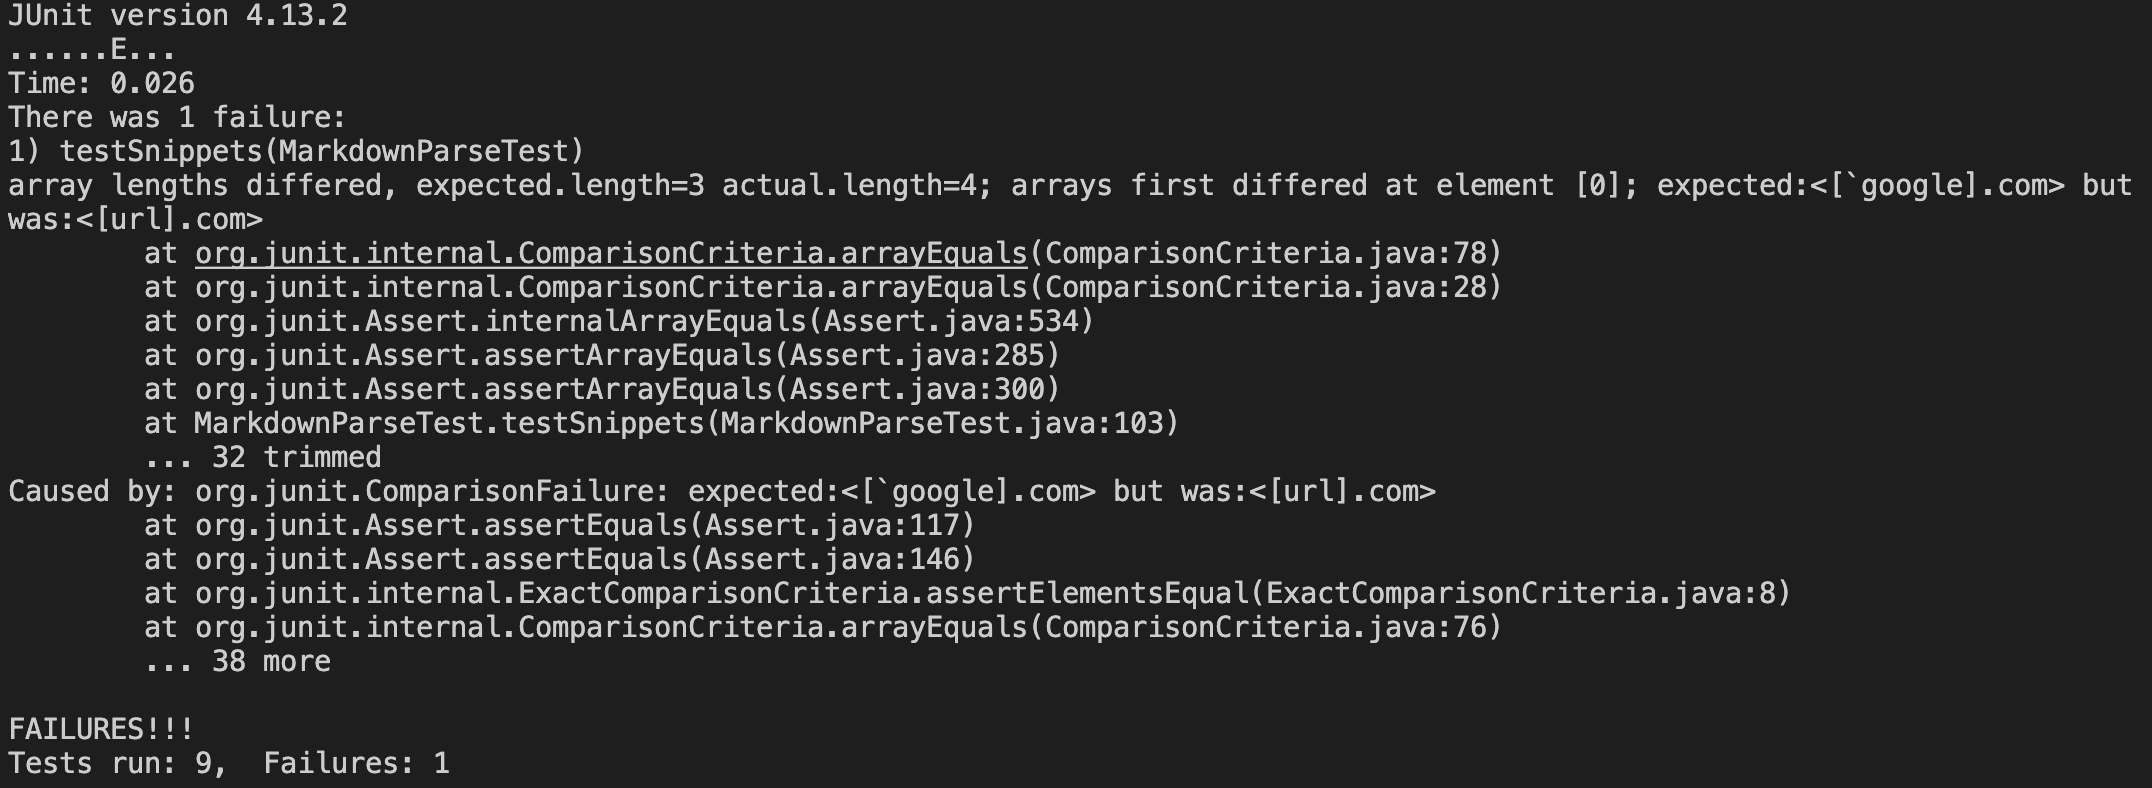 JUnit version 4.13.2
......E...
Time: 0.026
There was 1 failure:
1) testSnippets(MarkdownParseTest)
array lengths differed, expected.length=3 actual.length=4; arrays first differed at element [0]; expected:<[`google].com> but
was:<[url].com>
        at org.junit.internal.ComparisonCriteria.arrayEquals(ComparisonCriteria.java:78)
        at org.junit.internal.ComparisonCriteria.arrayEquals(ComparisonCriteria.java:28)
        at org.junit.Assert.internalArrayEquals(Assert.java:534)
        at org.junit.Assert.assertArrayEquals(Assert.java:285)
        at org.junit.Assert.assertArrayEquals(Assert.java:300)
        at MarkdownParseTest.testSnippets(MarkdownParseTest.java:103)
        ... 32 trimmed
Caused by: org.junit.ComparisonFailure: expected:<[`google].com> but was:<[url].com>
        at org.junit.Assert.assertEquals(Assert.java:117)
        at org.junit.Assert.assertEquals(Assert.java:146)
        at org.junit.internal.ExactComparisonCriteria.assertElementsEqual(ExactComparisonCriteria.java:8)
        at org.junit.internal.ComparisonCriteria.arrayEquals(ComparisonCriteria.java:76)
        ... 38 more

FAILURES!!!
Tests run: 9,  Failures: 1